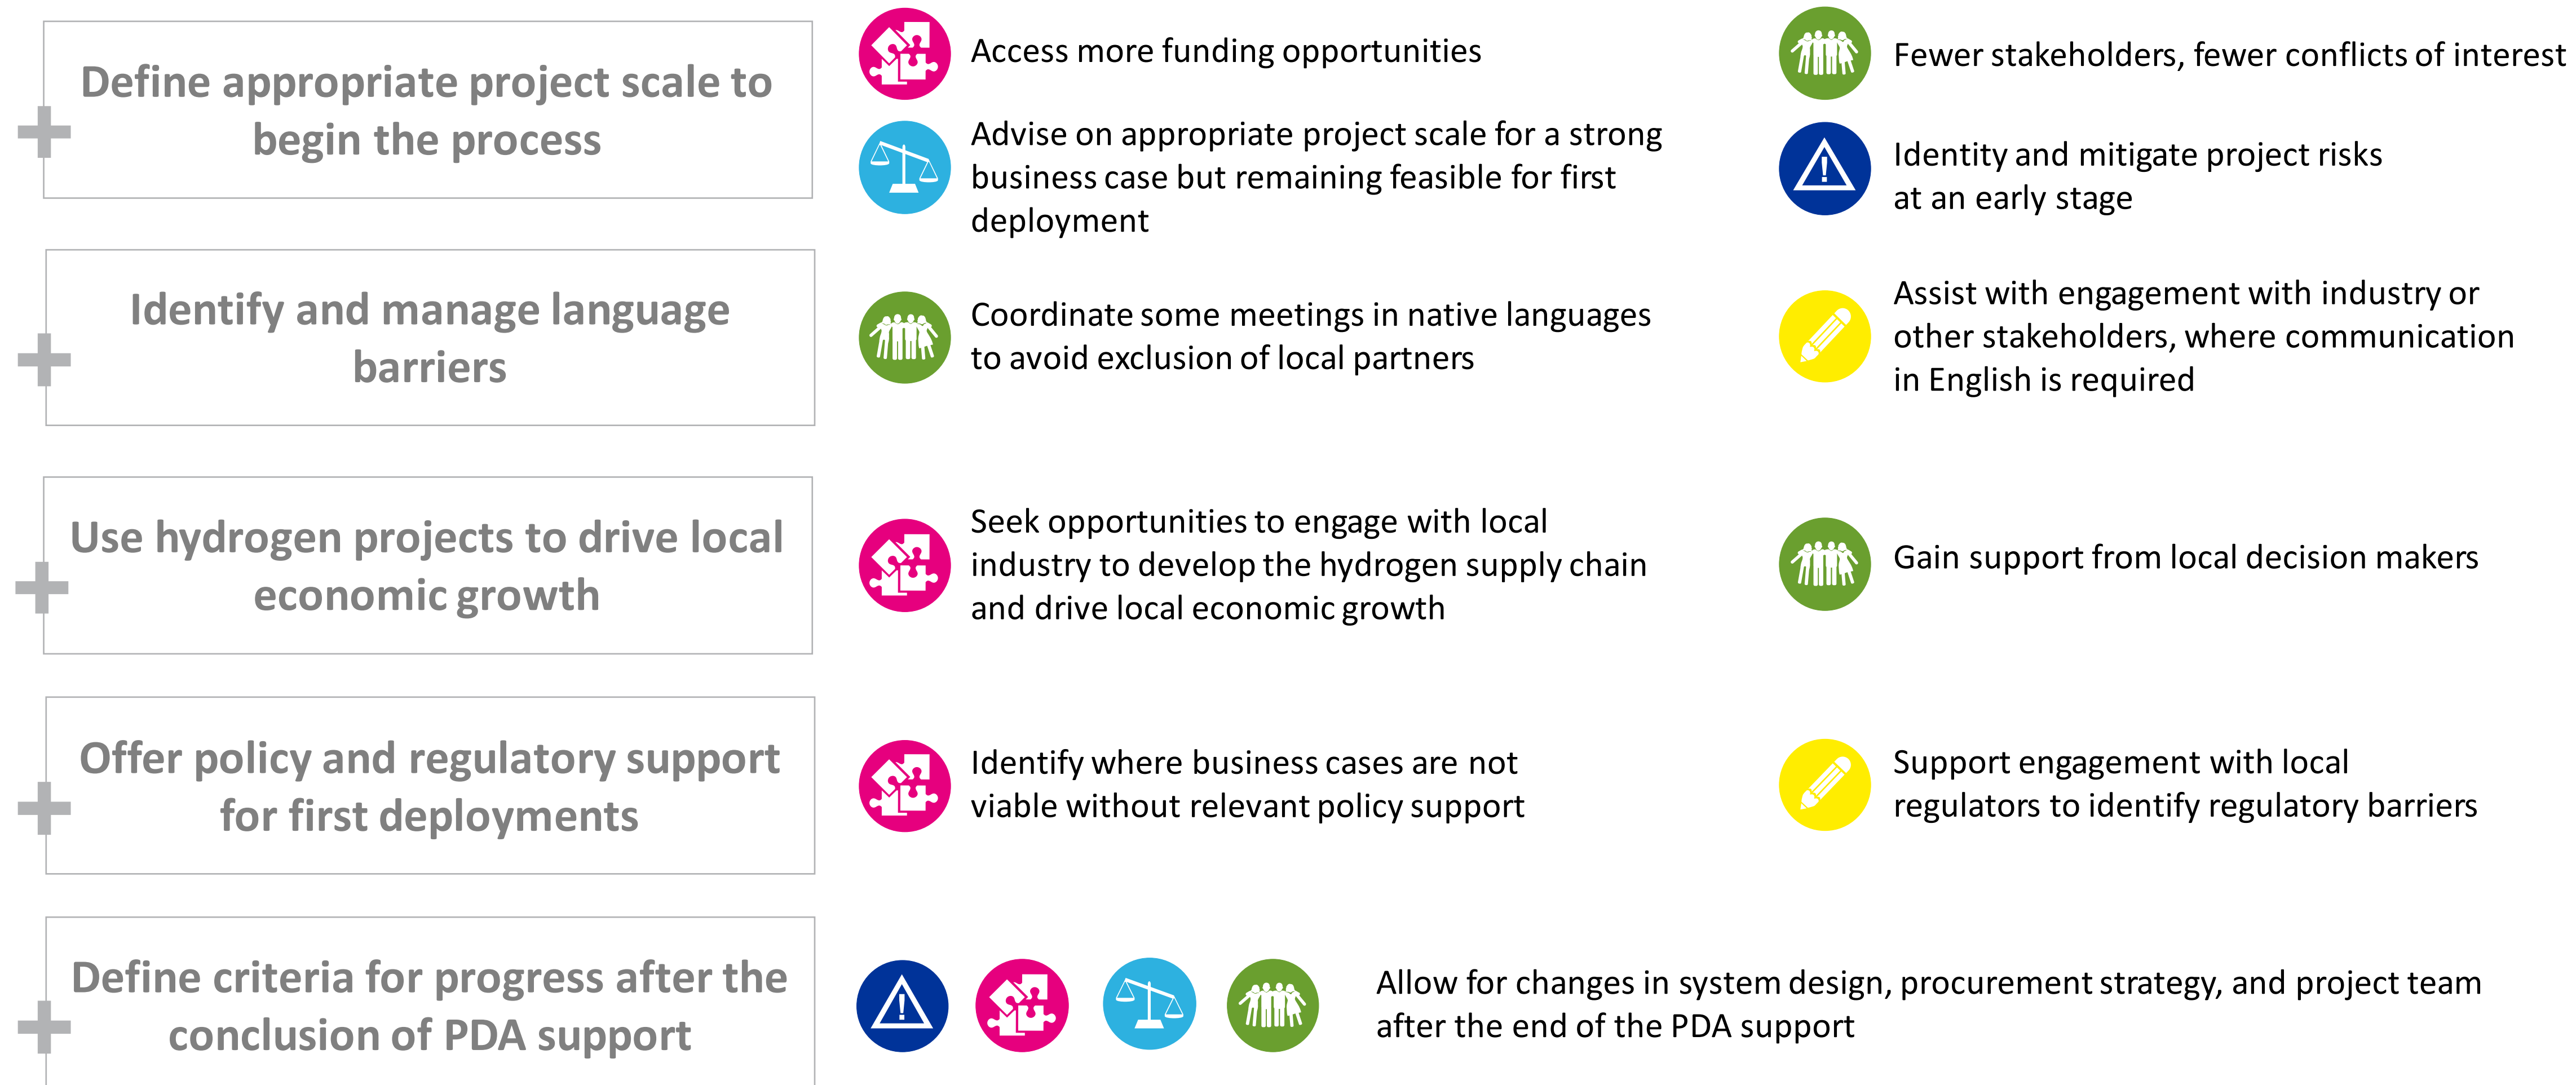 Define appropriate project scale to
begin the process
Access more funding opportunities
Fewer stakeholders, fewer conflicts of interest
Advise on appropriate project scale for a strong
business case but remaining feasible for first
deployment
Identity and mitigate project risks
at an early stage
Identify and manage language
barriers
Coordinate some meetings in native languages
to avoid exclusion of local partners
Assist with engagement with industry or
other stakeholders, where communication
in English is required
Use hydrogen projects to drive local
economic growth
Seek opportunities to engage with local
industry to develop the hydrogen supply chain
and drive local economic growth
Gain support from local decision makers
Offer policy and regulatory support
for first deployments
Identify where business cases are not
viable without relevant policy support
Support engagement with local
regulators to identify regulatory barriers
Define criteria for progress after the
conclusion of PDA support
Allow for changes in system design, procurement strategy, and project team
after the end of the PDA support